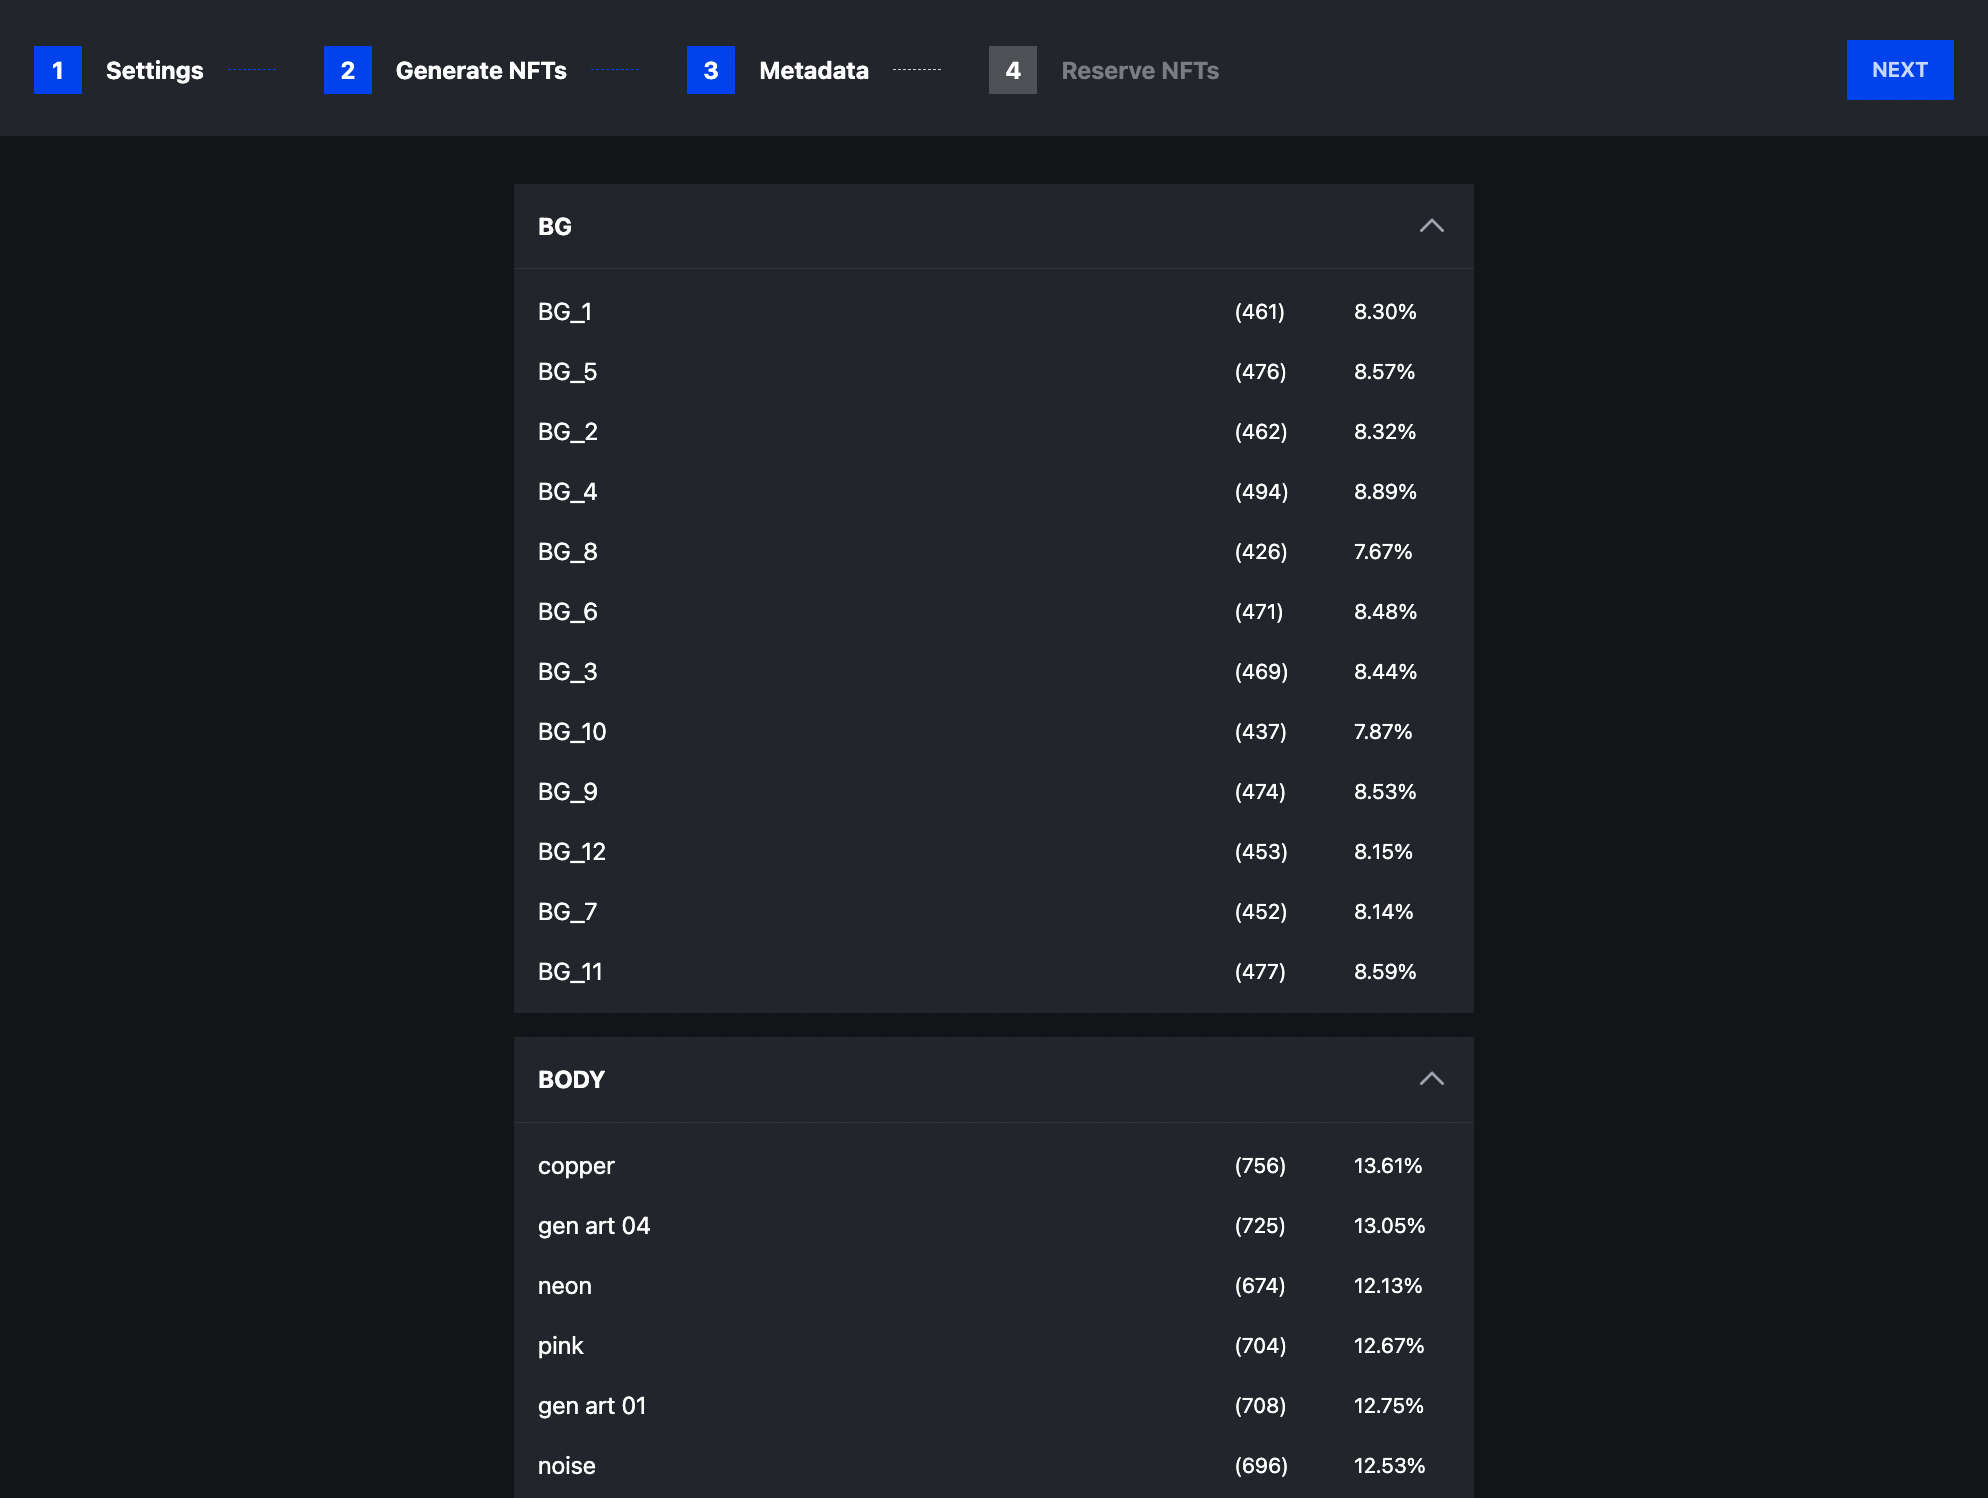 1 Settings 2 Generate NFTs 3 Metadata 4 Reserve NFTs NEXT
BG
BG_1 (461) 8.30%
BG_5 (476) 8.57%
BG_2 (462) 8.32%
BG_4 (494) 8.89%
BG_8 (426) 7.67%
BG_6 (471) 8.48%
BG_3 (469) 8.44%
BG_10 (437) 7.87%
BG_9 (474) 8.53%
BG_12 (453) 8.15%
BG_7 (452) 8.14%
BG_11 (477) 8.59%
BODY
copper (756) 13.61%
gen art 04 (725) 13.05%
neon (674) 12.13%
pink (704) 12.67%
gen art 01 (708) 12.75%
noise (696) 12.53%